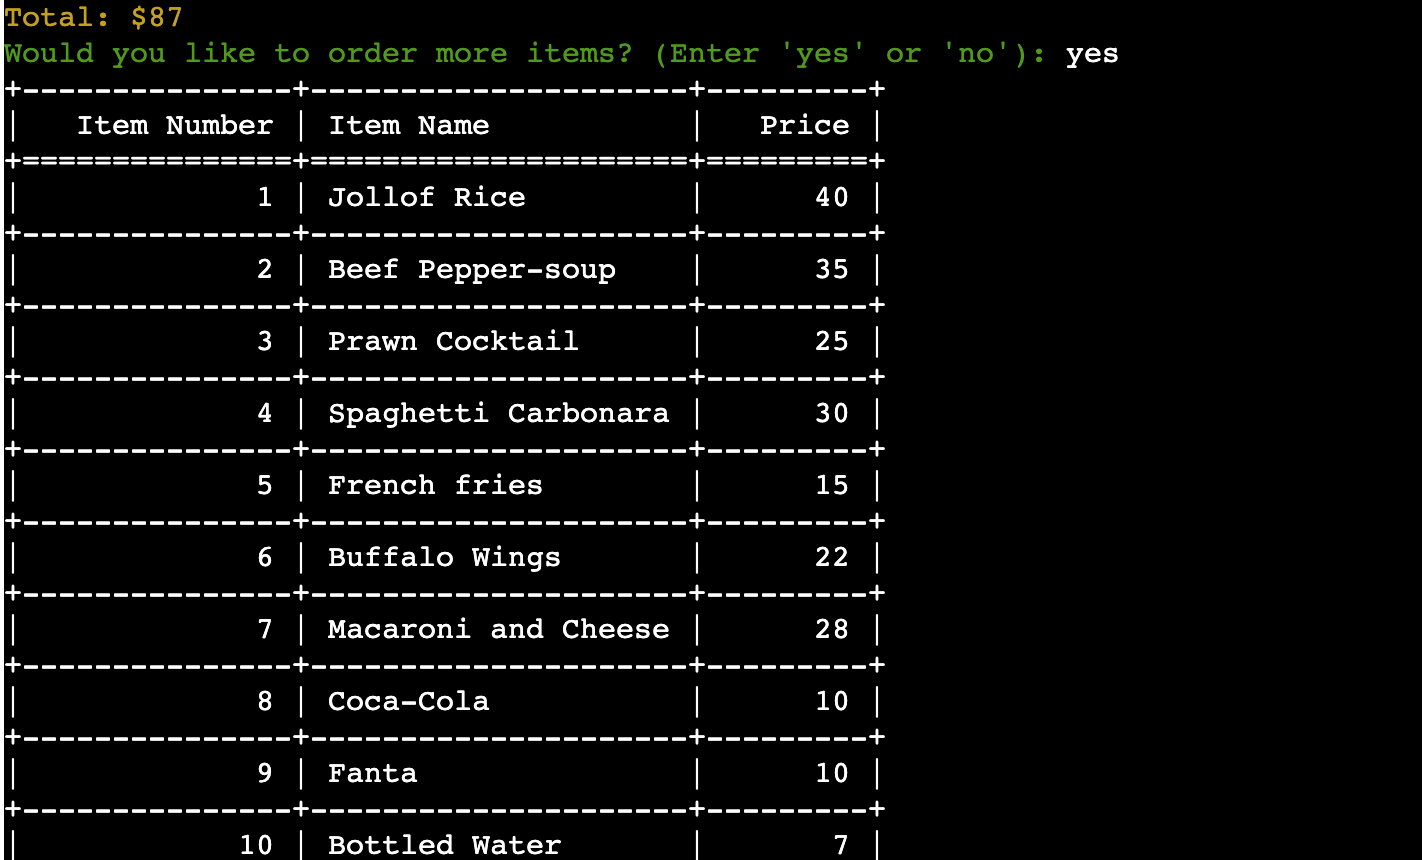 Total: $87
Would you like to order more items? (Enter 'yes' or 'no'): yes
+---------------+---------------------+---------+
|   Item Number | Item Name           |   Price |
+===============+=====================+=========+
|             1 | Jollof Rice         |      40 |
+---------------+---------------------+---------+
|             2 | Beef Pepper-soup    |      35 |
+---------------+---------------------+---------+
|             3 | Prawn Cocktail      |      25 |
+---------------+---------------------+---------+
|             4 | Spaghetti Carbonara |      30 |
+---------------+---------------------+---------+
|             5 | French fries        |      15 |
+---------------+---------------------+---------+
|             6 | Buffalo Wings       |      22 |
+---------------+---------------------+---------+
|             7 | Macaroni and Cheese |      28 |
+---------------+---------------------+---------+
|             8 | Coca-Cola           |      10 |
+---------------+---------------------+---------+
|             9 | Fanta               |      10 |
+---------------+---------------------+---------+
|            10 | Bottled Water       |       7 |